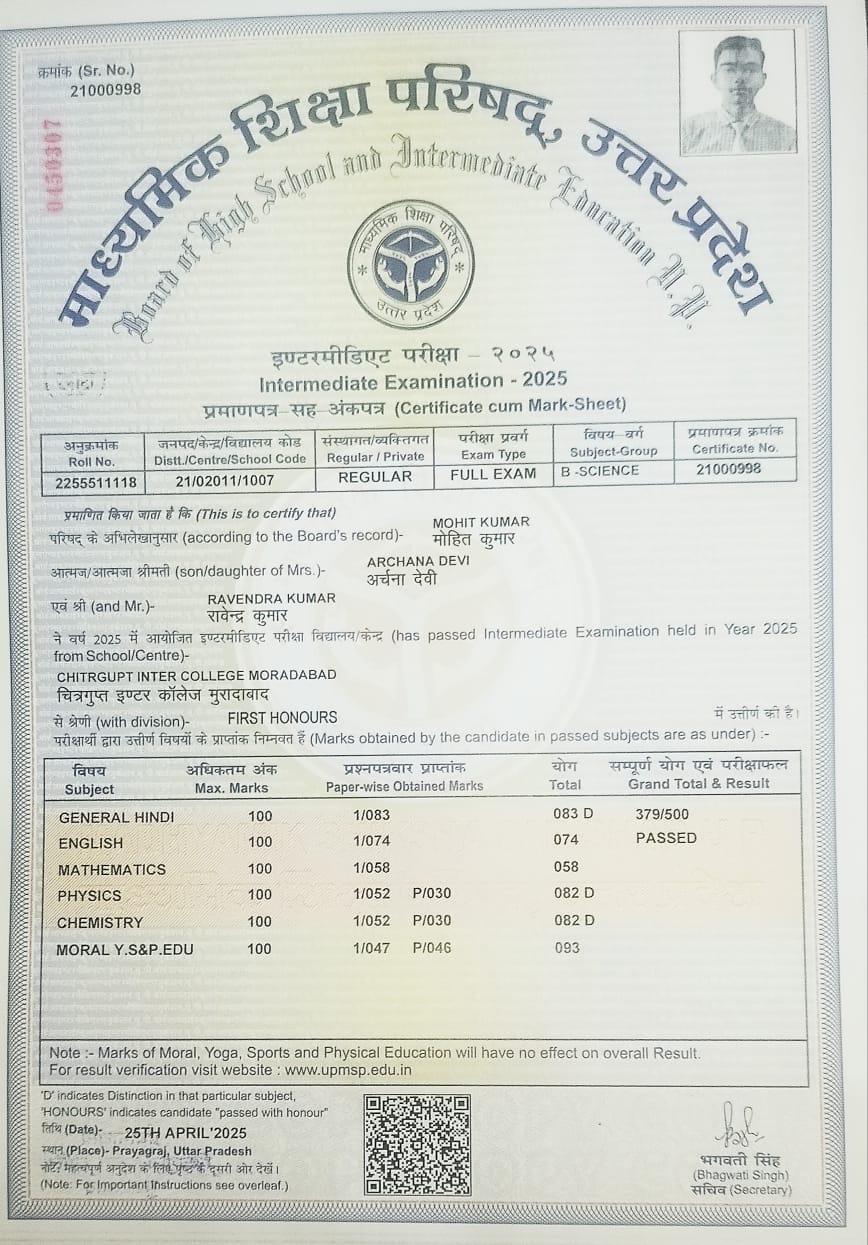 क्रमांक (Sr. No.)
21000998
0450307
माध्यमिक शिक्षा परिषद्, उत्तर प्रदेश
Board of High School and Intermediate Education U.P.
माध्यमिक शिक्षा परिषद्
उत्तर प्रदेश
इण्टरमीडिएट परीक्षा – २०२५
Intermediate Examination - 2025
प्रमाणपत्र सह अंकपत्र (Certificate cum Mark-Sheet)
अनुक्रमांक जनपद/केन्द्र/विद्यालय कोड संस्थागत/व्यक्तिगत परीक्षा प्रवर्ग विषय वर्ग प्रमाणपत्र क्रमांक
Roll No. Distt./Centre/School Code Regular / Private Exam Type Subject-Group Certificate No.
2255511118 21/02011/1007 REGULAR FULL EXAM B -SCIENCE 21000998
प्रमाणित किया जाता है कि (This is to certify that)
MOHIT KUMAR
परिषद के अभिलेखानुसार (according to the Board's record)- मोहित कुमार
ARCHANA DEVI
आत्मज/आत्मजा श्रीमती (son/daughter of Mrs.)- अर्चना देवी
RAVENDRA KUMAR
एवं श्री (and Mr.)- रावेन्द्र कुमार
ने वर्ष 2025 में आयोजित इण्टरमीडिएट परीक्षा विद्यालय/केन्द्र (has passed Intermediate Examination held in Year 2025
from School/Centre)-
CHITRGUPT INTER COLLEGE MORADABAD
चित्रगुप्त इण्टर कॉलेज मुरादाबाद
से श्रेणी (with division)- FIRST HONOURS में उत्तीर्ण की है।
परीक्षार्थी द्वारा उत्तीर्ण विषयों के प्राप्तांक निम्नवत हैं (Marks obtained by the candidate in passed subjects are as under) :-
विषय अधिकतम अंक प्रश्नपत्रवार प्राप्तांक योग सम्पूर्ण योग एवं परीक्षाफल
Subject Max. Marks Paper-wise Obtained Marks Total Grand Total & Result
GENERAL HINDI 100 1/083 083 D 379/500
ENGLISH 100 1/074 074 PASSED
MATHEMATICS 100 1/058 058
PHYSICS 100 1/052 P/030 082 D
CHEMISTRY 100 1/052 P/030 082 D
MORAL Y.S&P.EDU 100 1/047 P/046 093
Note :- Marks of Moral, Yoga, Sports and Physical Education will have no effect on overall Result.
For result verification visit website : www.upmsp.edu.in
'D' indicates Distinction in that particular subject,
'HONOURS' indicates candidate "passed with honour"
तिथि (Date)- 25TH APRIL'2025
स्थान (Place)- Prayagraj, Uttar Pradesh
नोट: महत्वपूर्ण अनुदेश के लिए पृष्ठ के दूसरी ओर देखें।
(Note: For Important Instructions see overleaf.)
भगवती सिंह
(Bhagwati Singh)
सचिव (Secretary)